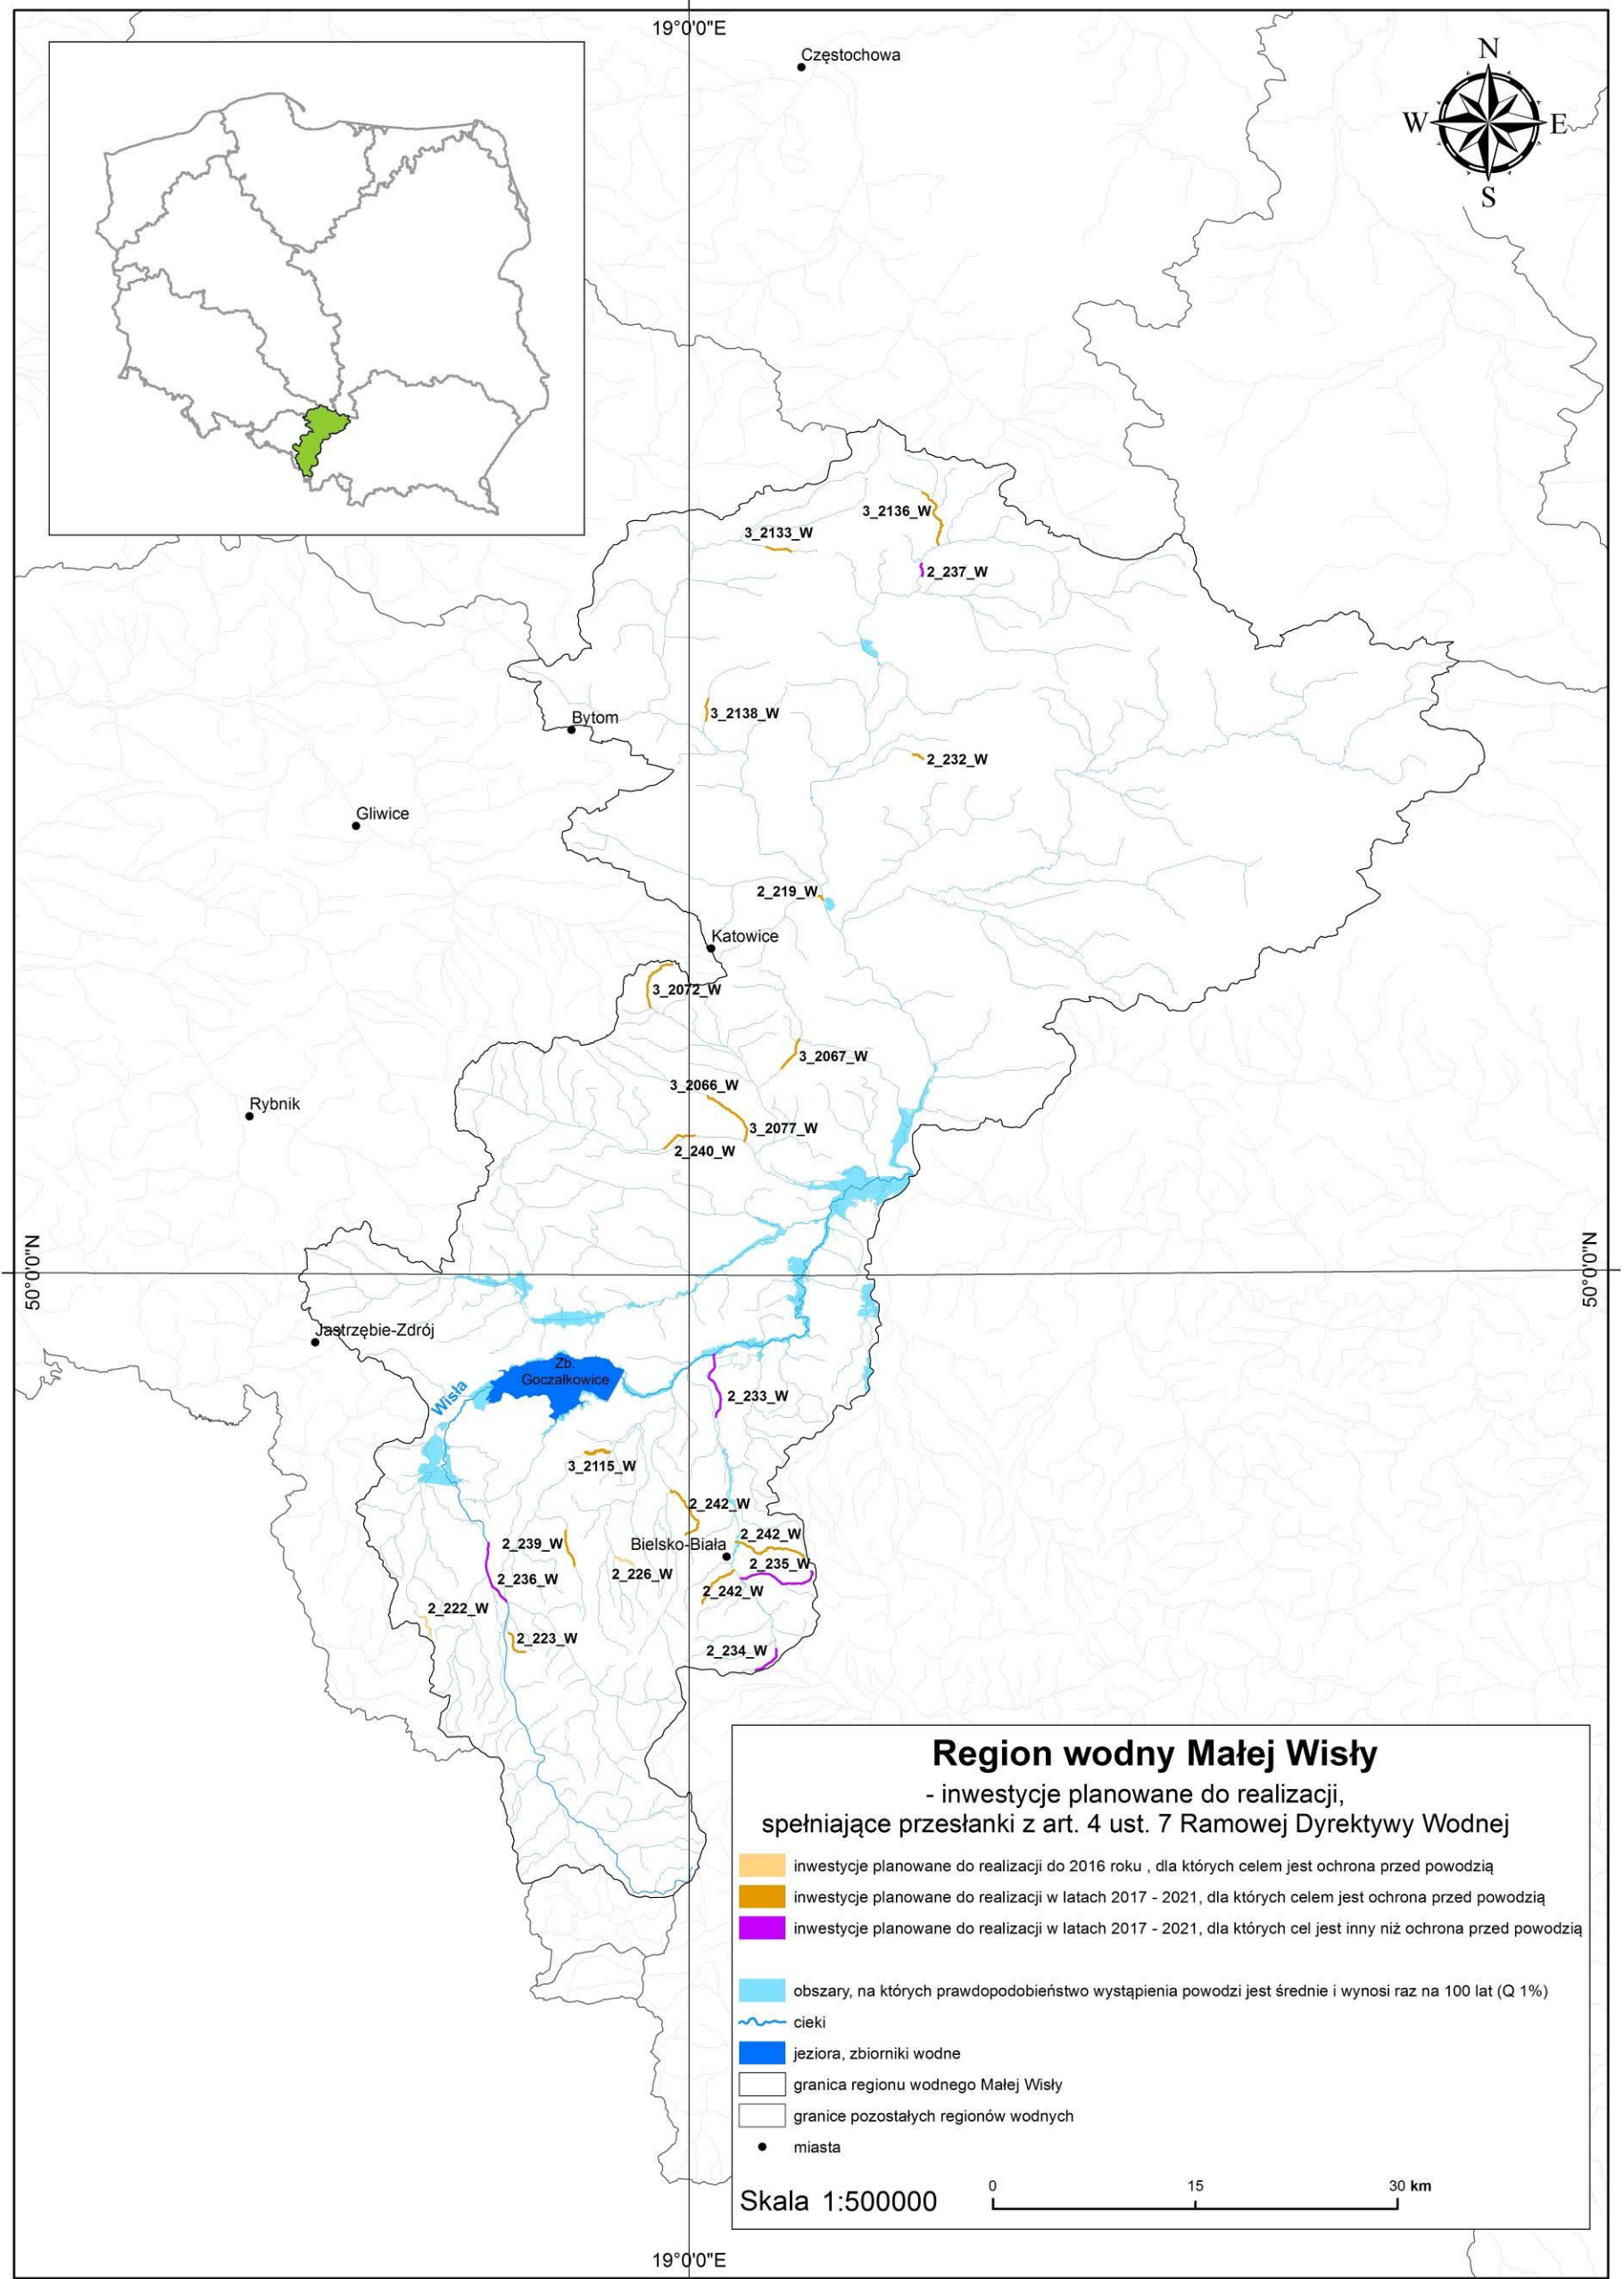 19°0'0"E
Częstochowa
N
W
E
S
3_2136_W
3_2133_W
2_237_W
3_2138_W
Bytom
2_232_W
Gliwice
2_219_W
Katowice
3_2072_W
3_2067_W
3_2066_W
Rybnik
3_2077_W
2_240_W
50°0'0"N
50°0'0"N
Jastrzębie-Zdrój
Zb.
Goczałkowice
Wisła
2_233_W
3_2115_W
2_242_W
2_242_W
2_239_W
Bielsko-Biała
2_235_W
2_226_W
2_236_W
2_242_W
2_222_W
2_223_W
2_234_W
Region wodny Małej Wisły
- inwestycje planowane do realizacji,
spełniające przesłanki z art. 4 ust. 7 Ramowej Dyrektywy Wodnej
inwestycje planowane do realizacji do 2016 roku , dla których celem jest ochrona przed powodzią
inwestycje planowane do realizacji w latach 2017 - 2021, dla których celem jest ochrona przed powodzią
inwestycje planowane do realizacji w latach 2017 - 2021, dla których cel jest inny niż ochrona przed powodzią
obszary, na których prawdopodobieństwo wystąpienia powodzi jest średnie i wynosi raz na 100 lat (Q 1%)
cieki
jeziora, zbiorniki wodne
granica regionu wodnego Małej Wisły
granice pozostałych regionów wodnych
miasta
0 15 30 km
Skala 1:500000
19°0'0"E